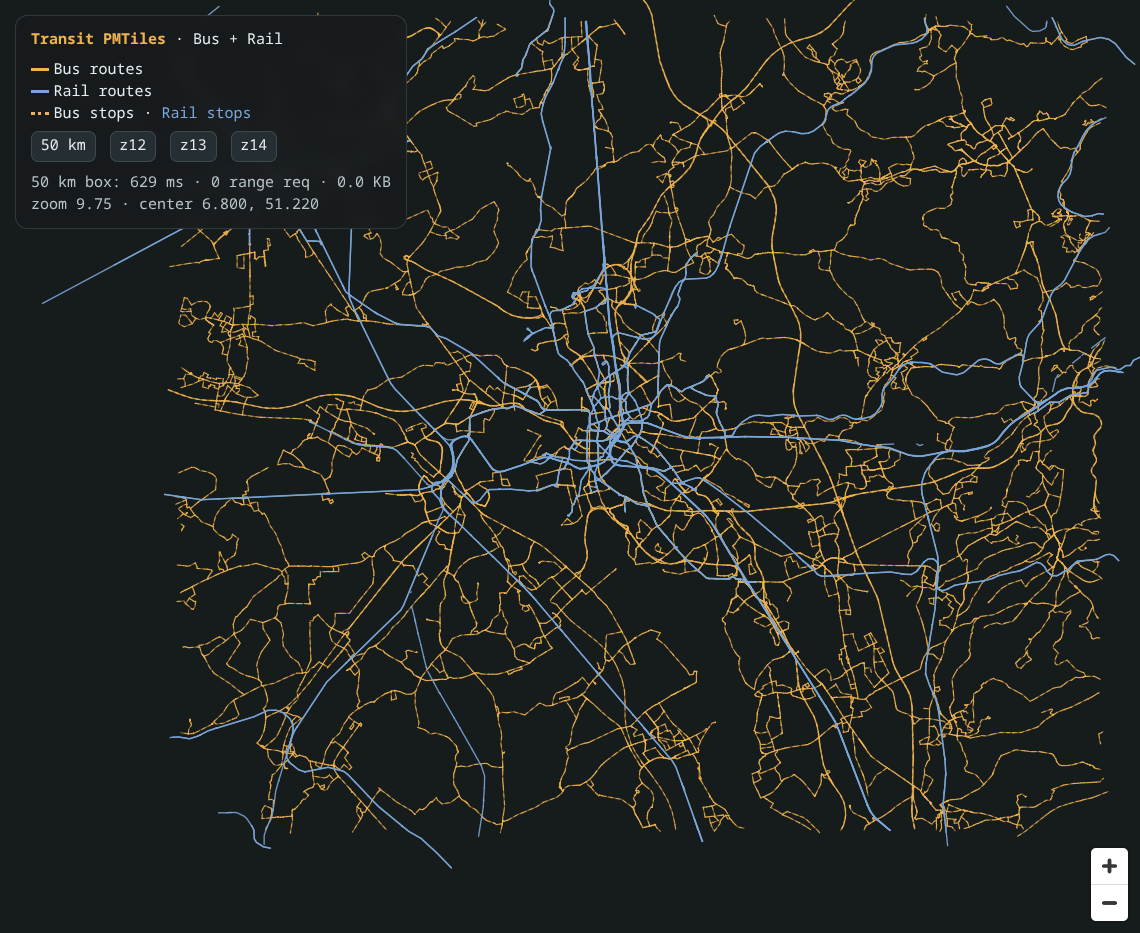 Transit PMTiles · Bus + Rail
Bus routes
Rail routes
Bus stops · Rail stops
50 km z12 z13 z14
50 km box: 629 ms · 0 range req · 0.0 KB
zoom 9.75 · center 6.800, 51.220
+
−